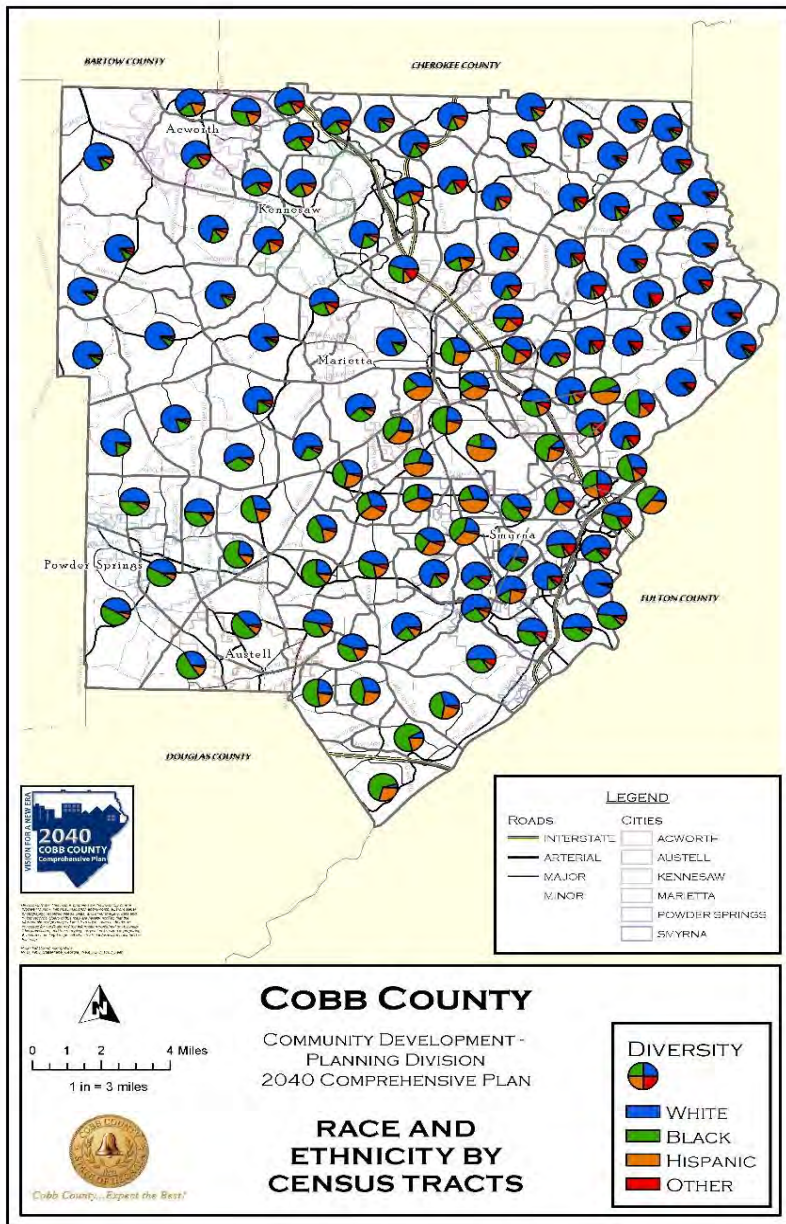 BARTOW COUNTY
CHEROKEE COUNTY
Acworth
Kennesaw
Marietta
Smyrna
Powder Springs
FULTON COUNTY
Austell
DOUGLAS COUNTY
VISION FOR A NEW ERA
2040
COBB COUNTY
Comprehensive Plan
LEGEND
ROADS
INTERSTATE
ARTERIAL
MAJOR
MINOR
CITIES
ACWORTH
AUSTELL
KENNESAW
MARIETTA
POWDER SPRINGS
SMYRNA
N
0 1 2 4 Miles
1 in = 3 miles
COBB COUNTY
Cobb County...Expect the Best!
COBB COUNTY
COMMUNITY DEVELOPMENT -
PLANNING DIVISION
2040 COMPREHENSIVE PLAN
RACE AND
ETHNICITY BY
CENSUS TRACTS
DIVERSITY
WHITE
BLACK
HISPANIC
OTHER